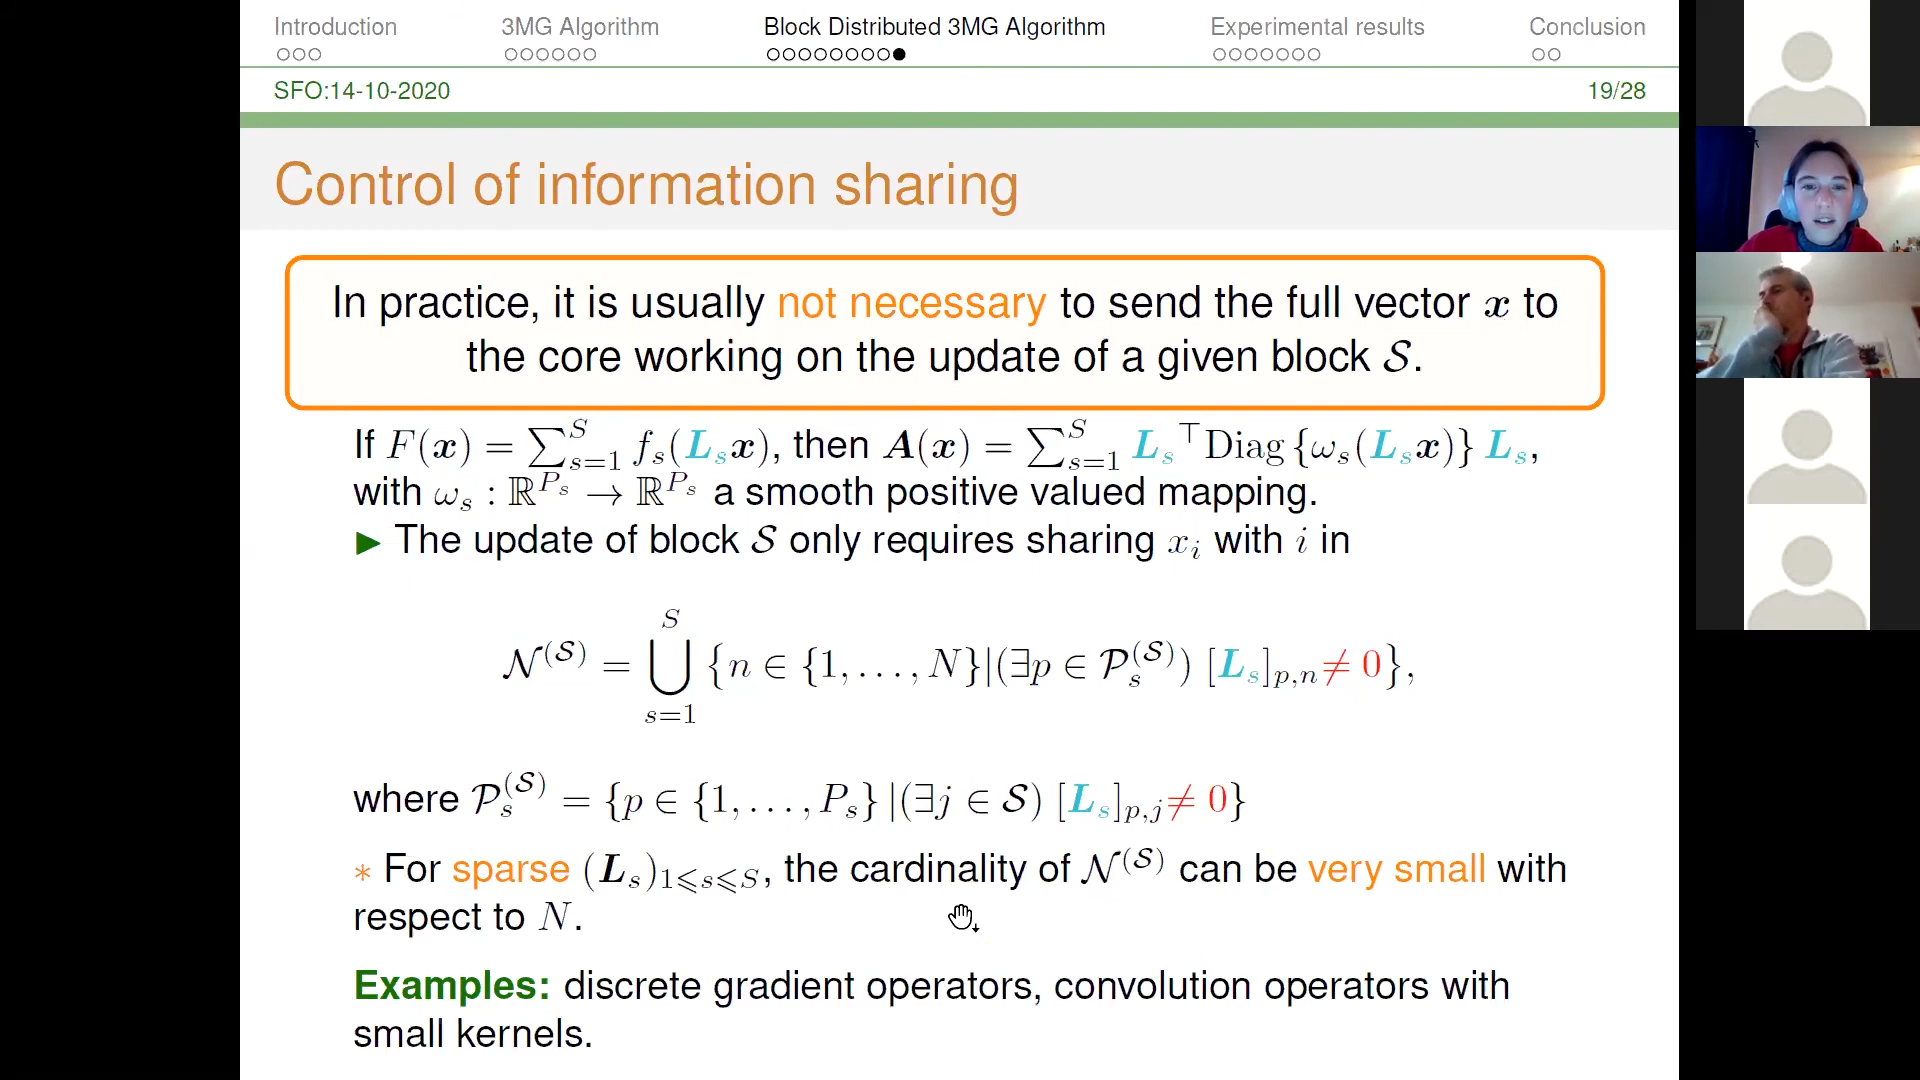 Introduction 3MG Algorithm Block Distributed 3MG Algorithm Experimental results Conclusion
SFO:14-10-2020 19/28
Control of information sharing
In practice, it is usually not necessary to send the full vector 𝒙 to
the core working on the update of a given block 𝒮.
If F(𝒙) = ∑_{s=1}^{S} f_s(𝑳_s𝒙), then 𝑨(𝒙) = ∑_{s=1}^{S} 𝑳_s^⊤Diag{ω_s(𝑳_s𝒙)} 𝑳_s,
with ω_s : ℝ^{P_s} → ℝ^{P_s} a smooth positive valued mapping.
▶ The update of block 𝒮 only requires sharing x_i with i in
𝒩^{(𝒮)} = ⋃_{s=1}^{S} {n ∈ {1, . . . , N}|(∃p ∈ 𝒫_s^{(𝒮)}) [𝑳_s]_{p,n} ≠ 0},
where 𝒫_s^{(𝒮)} = {p ∈ {1, . . . , P_s} |(∃j ∈ 𝒮) [𝑳_s]_{p,j} ≠ 0}
* For sparse (𝑳_s)_{1⩽s⩽S}, the cardinality of 𝒩^{(𝒮)} can be very small with
respect to N.
Examples: discrete gradient operators, convolution operators with
small kernels.